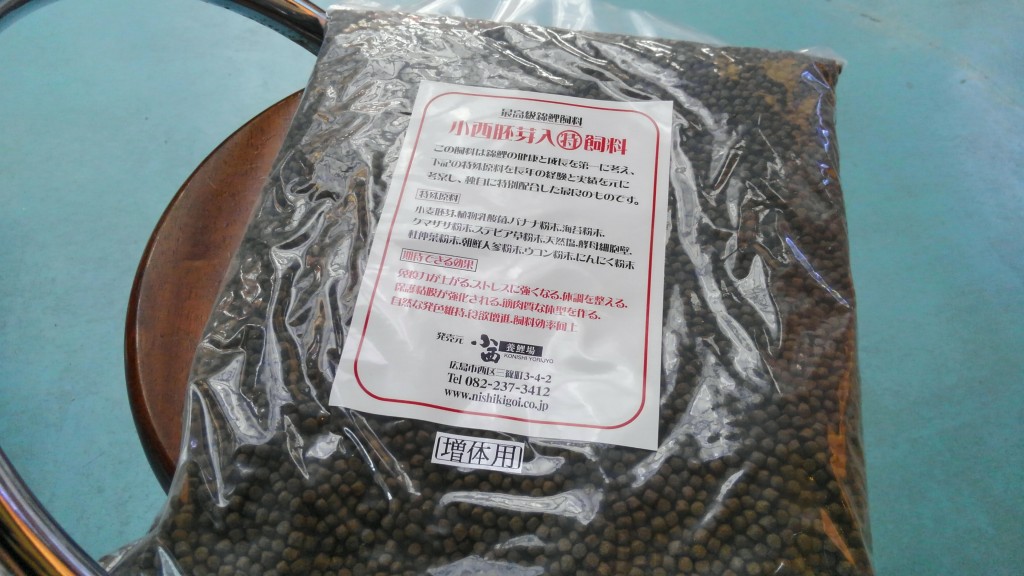 最高級錦鯉飼料
小西胚芽入㊕飼料
この飼料は錦鯉の健康と成長を第一に考え、
下記の特殊原料を長年の経験と実績を元に
考案し、独自に特別配合した最良のものです。
特殊原料
小麦胚芽.植物乳酸菌.バナナ粉末.海苔粉末.
クマザサ粉末.ステビア草粉末.天然塩.酵母細胞壁.
杜仲葉粉末.朝鮮人参粉末.ウコン粉末.にんにく粉末
期待できる効果
免疫力が上がる.ストレスに強くなる.体調を整える.
保護粘膜が強化される.筋肉質な体型を作る.
自然な発色維持.食欲増進.飼料効率向上
発売元 小西 養鯉場
KONISHI YORIJYO
広島市西区三篠町3-4-2
Tel 082-237-3412
www.nishikigoi.co.jp
増体用